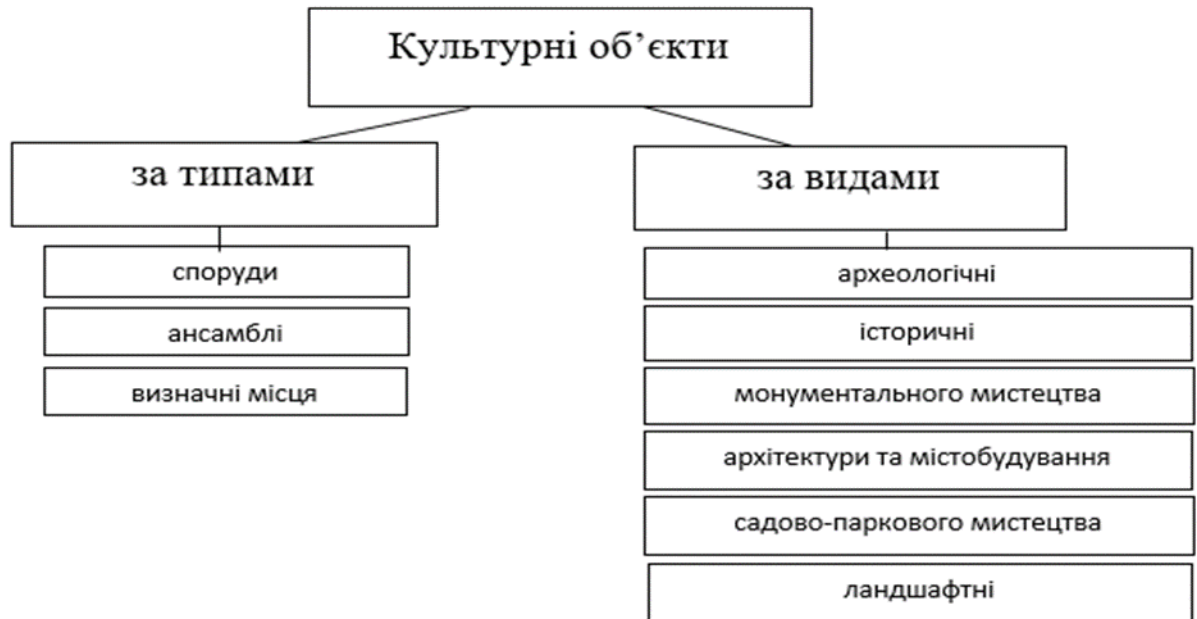 Культурні об’єкти
за типами
споруди
ансамблі
визначні місця
за видами
археологічні
історичні
монументального мистецтва
архітектури та містобудування
садово-паркового мистецтва
ландшафтні